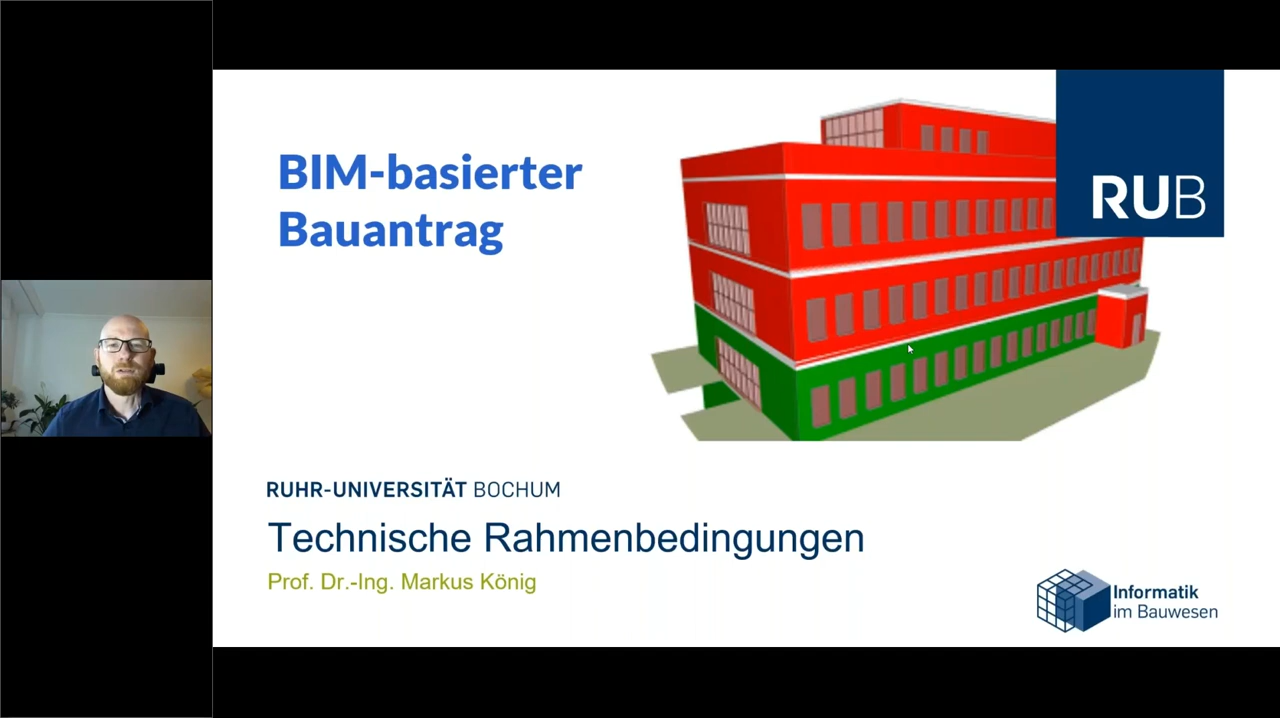 BIM-basierter
Bauantrag
RUB
RUHR-UNIVERSITÄT BOCHUM
Technische Rahmenbedingungen
Prof. Dr.-Ing. Markus König
Informatik
im Bauwesen